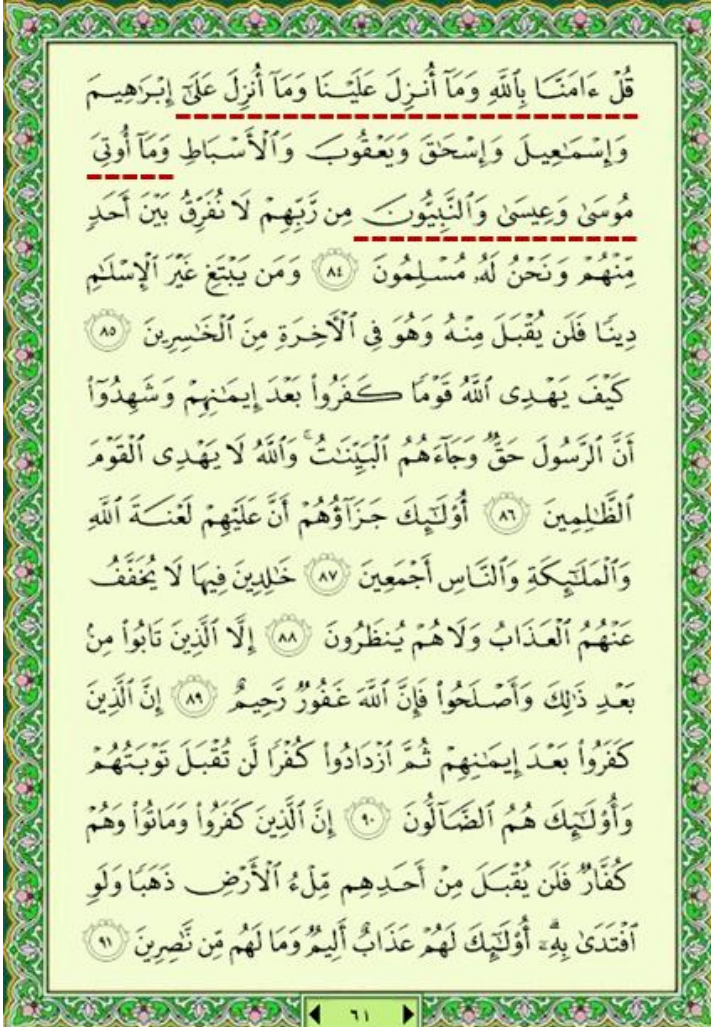 قُلْ ءَامَنَّا بِٱللَّهِ وَمَآ أُنزِلَ عَلَيْنَا وَمَآ أُنزِلَ عَلَىٰٓ إِبْرَٰهِيمَ
وَإِسْمَٰعِيلَ وَإِسْحَٰقَ وَيَعْقُوبَ وَٱلْأَسْبَاطِ وَمَآ أُوتِىَ
مُوسَىٰ وَعِيسَىٰ وَٱلنَّبِيُّونَ مِن رَّبِّهِمْ لَا نُفَرِّقُ بَيْنَ أَحَدٍ
مِّنْهُمْ وَنَحْنُ لَهُۥ مُسْلِمُونَ ٨٤ وَمَن يَبْتَغِ غَيْرَ ٱلْإِسْلَٰمِ
دِينًا فَلَن يُقْبَلَ مِنْهُ وَهُوَ فِى ٱلْءَاخِرَةِ مِنَ ٱلْخَٰسِرِينَ ٨٥
كَيْفَ يَهْدِى ٱللَّهُ قَوْمًا كَفَرُوا۟ بَعْدَ إِيمَٰنِهِمْ وَشَهِدُوٓا۟
أَنَّ ٱلرَّسُولَ حَقٌّ وَجَآءَهُمُ ٱلْبَيِّنَٰتُ ۚ وَٱللَّهُ لَا يَهْدِى ٱلْقَوْمَ
ٱلظَّٰلِمِينَ ٨٦ أُو۟لَٰٓئِكَ جَزَآؤُهُمْ أَنَّ عَلَيْهِمْ لَعْنَةَ ٱللَّهِ
وَٱلْمَلَٰٓئِكَةِ وَٱلنَّاسِ أَجْمَعِينَ ٨٧ خَٰلِدِينَ فِيهَا لَا يُخَفَّفُ
عَنْهُمُ ٱلْعَذَابُ وَلَا هُمْ يُنظَرُونَ ٨٨ إِلَّا ٱلَّذِينَ تَابُوا۟ مِنۢ
بَعْدِ ذَٰلِكَ وَأَصْلَحُوا۟ فَإِنَّ ٱللَّهَ غَفُورٌ رَّحِيمٌ ٨٩ إِنَّ ٱلَّذِينَ
كَفَرُوا۟ بَعْدَ إِيمَٰنِهِمْ ثُمَّ ٱزْدَادُوا۟ كُفْرًا لَّن تُقْبَلَ تَوْبَتُهُمْ
وَأُو۟لَٰٓئِكَ هُمُ ٱلضَّآلُّونَ ٩٠ إِنَّ ٱلَّذِينَ كَفَرُوا۟ وَمَاتُوا۟ وَهُمْ
كُفَّارٌ فَلَن يُقْبَلَ مِنْ أَحَدِهِم مِّلْءُ ٱلْأَرْضِ ذَهَبًا وَلَوِ
ٱفْتَدَىٰ بِهِۦٓ ۗ أُو۟لَٰٓئِكَ لَهُمْ عَذَابٌ أَلِيمٌ وَمَا لَهُم مِّن نَّٰصِرِينَ ٩١
٦١